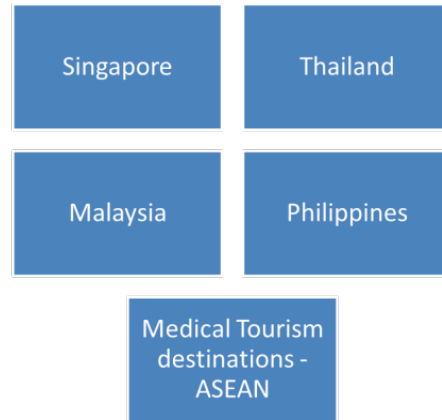 Singapore
Thailand
Malaysia
Philippines
Medical Tourism
destinations -
ASEAN